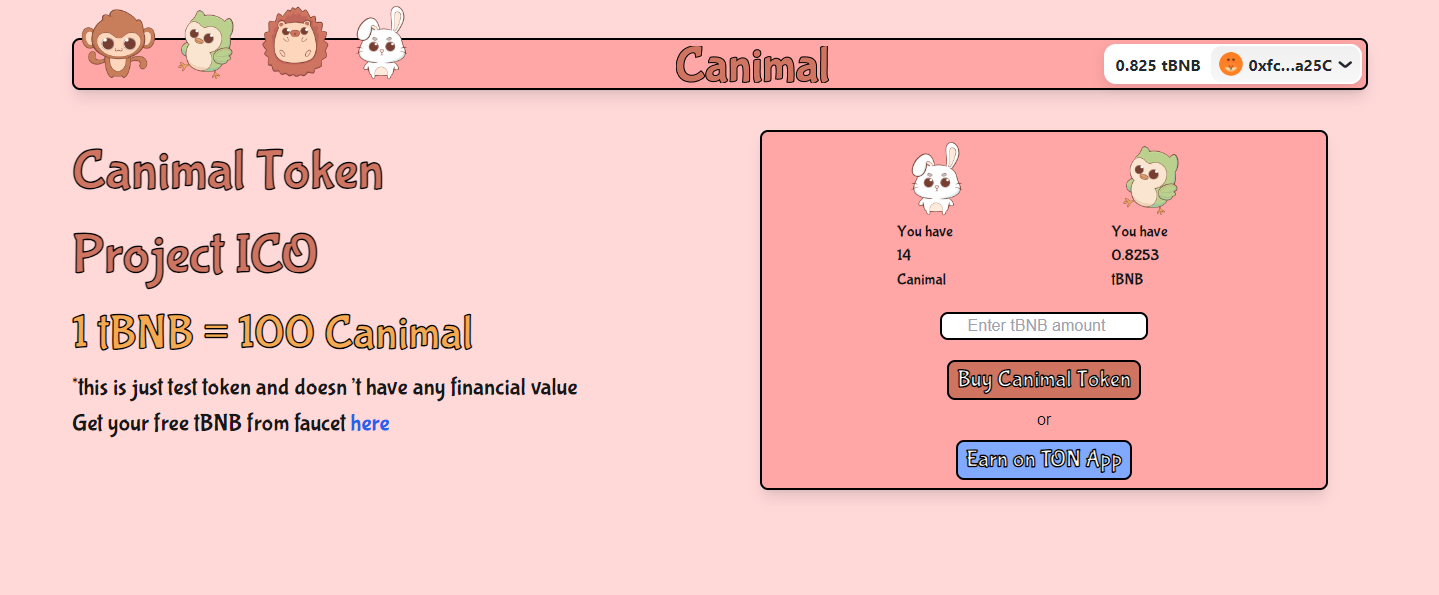 Canimal
0.825 tBNB 0xfc...a25C
Canimal Token
Project ICO
1 tBNB = 100 Canimal
*this is just test token and doesn't have any financial value
Get your free tBNB from faucet here
You have
14
Canimal
You have
0.8253
tBNB
Enter tBNB amount
Buy Canimal Token
or
Earn on TON App